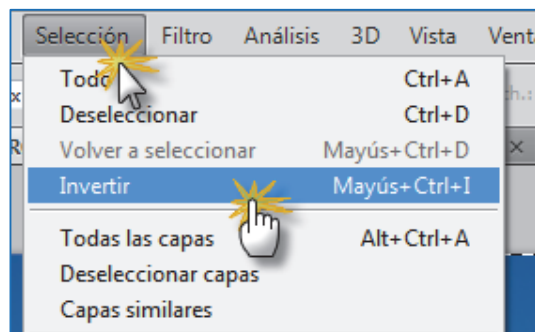 Selección Filtro Análisis 3D Vista
Todo Ctrl+A
Deseleccionar Ctrl+D
Volver a seleccionar Mayús+Ctrl+D
Invertir Mayús+Ctrl+I
Todas las capas Alt+Ctrl+A
Deseleccionar capas
Capas similares